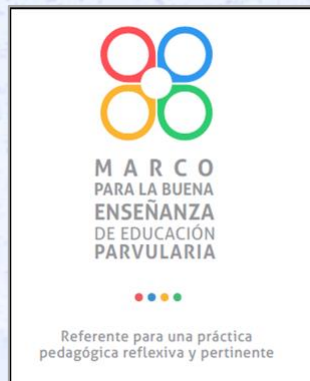 MARCO
PARA LA BUENA
ENSEÑANZA
DE EDUCACIÓN
PARVULARIA
Referente para una práctica
pedagógica reflexiva y pertinente